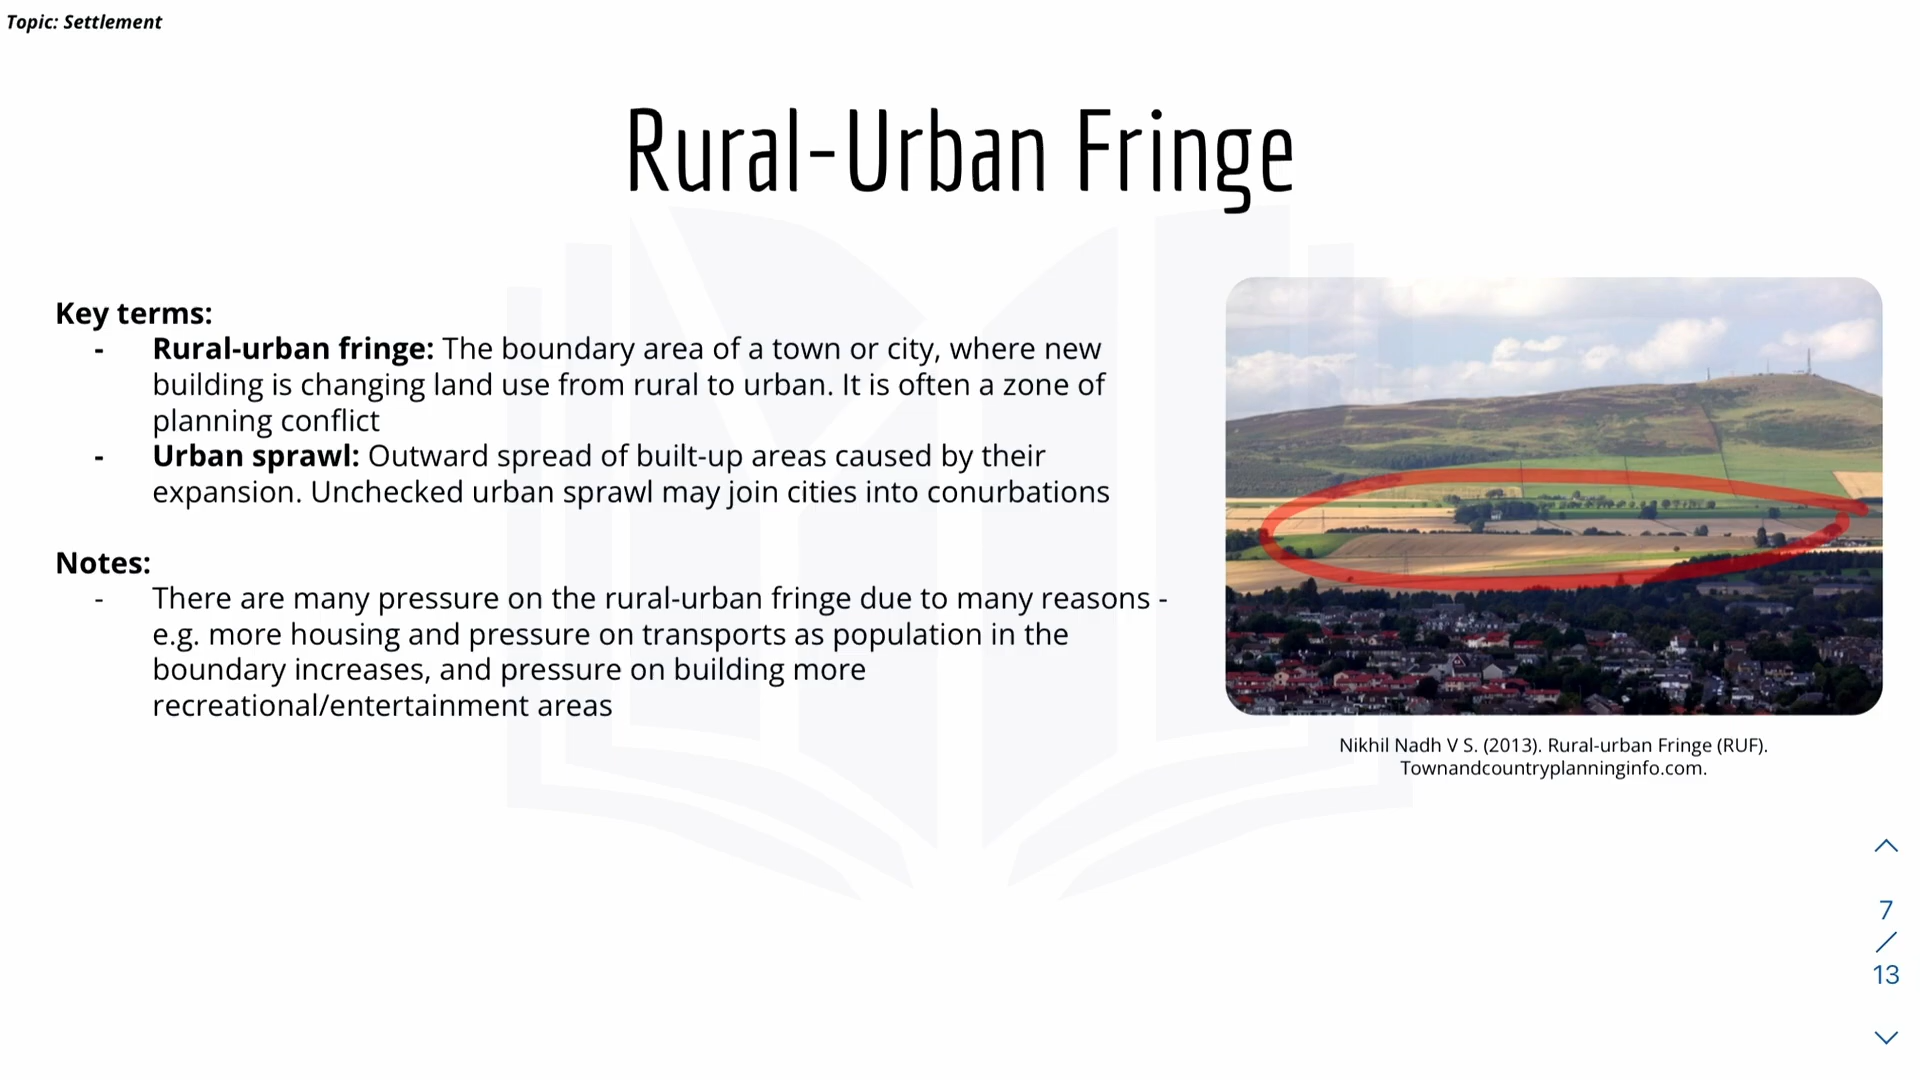 Topic: Settlement
Rural-Urban Fringe
Key terms:
- Rural-urban fringe: The boundary area of a town or city, where new
building is changing land use from rural to urban. It is often a zone of
planning conflict
- Urban sprawl: Outward spread of built-up areas caused by their
expansion. Unchecked urban sprawl may join cities into conurbations
Notes:
- There are many pressure on the rural-urban fringe due to many reasons -
e.g. more housing and pressure on transports as population in the
boundary increases, and pressure on building more
recreational/entertainment areas
Nikhil Nadh V S. (2013). Rural-urban Fringe (RUF).
Townandcountryplanninginfo.com.
7
/
13